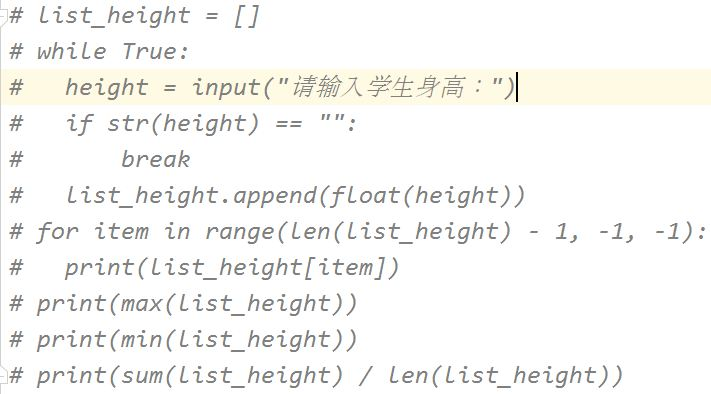 # list_height = []
# while True:
#   height = input("请输入学生身高：")
#   if str(height) == "":
#       break
#   list_height.append(float(height))
# for item in range(len(list_height) - 1, -1, -1):
#   print(list_height[item])
# print(max(list_height))
# print(min(list_height))
# print(sum(list_height) / len(list_height))